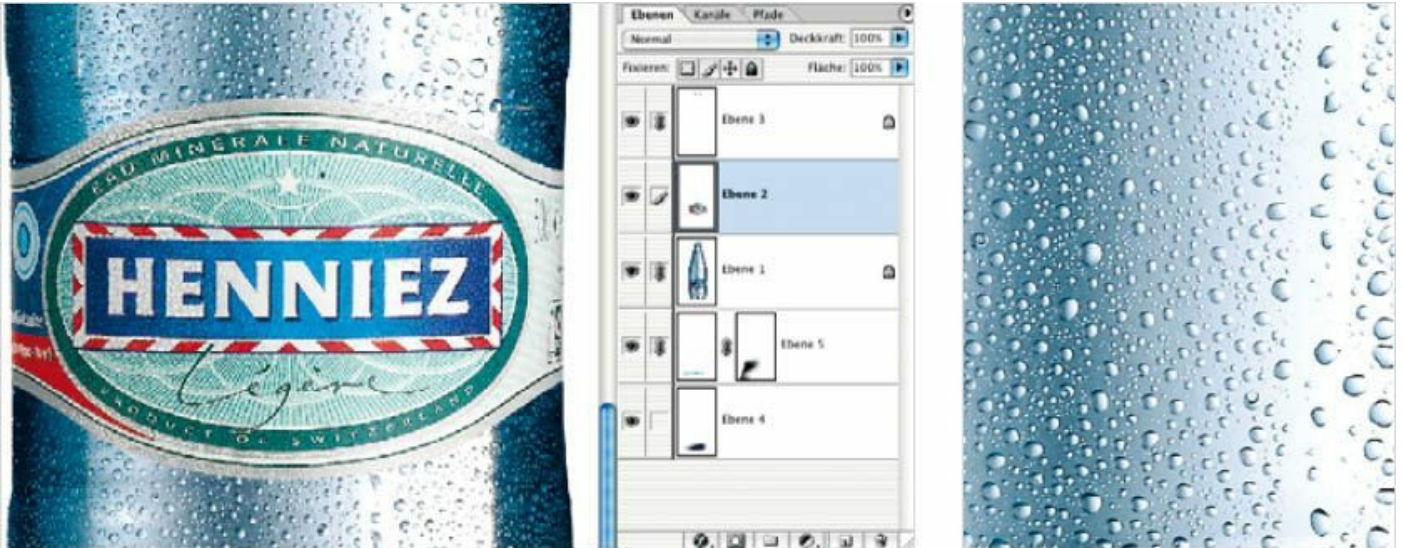 EAU MINÉRALE NATURELLE
HENNIEZ
Légère
PRODUCT OF SWITZERLAND
Ebenen Kanäle Pfade
Normal Deckkraft: 100%
Fixieren: Fläche: 100%
Ebene 3
Ebene 2
Ebene 1
Ebene 5
Ebene 4